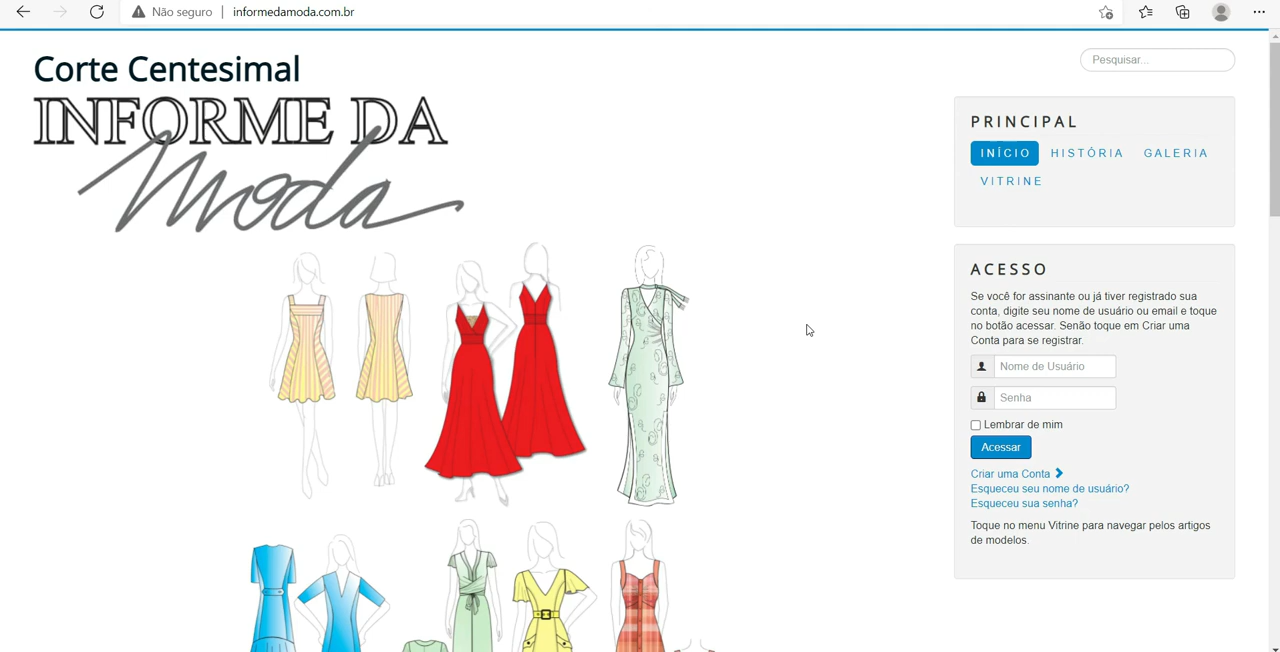 Não seguro | informedamoda.com.br
Corte Centesimal
INFORME DA
Moda
Pesquisar...
PRINCIPAL
INÍCIO HISTÓRIA GALERIA
VITRINE
ACESSO
Se você for assinante ou já tiver registrado sua
conta, digite seu nome de usuário ou email e toque
no botão acessar. Senão toque em Criar uma
Conta para se registrar.
Nome de Usuário
Senha
Lembrar de mim
Acessar
Criar uma Conta
Esqueceu seu nome de usuário?
Esqueceu sua senha?
Toque no menu Vitrine para navegar pelos artigos
de modelos.